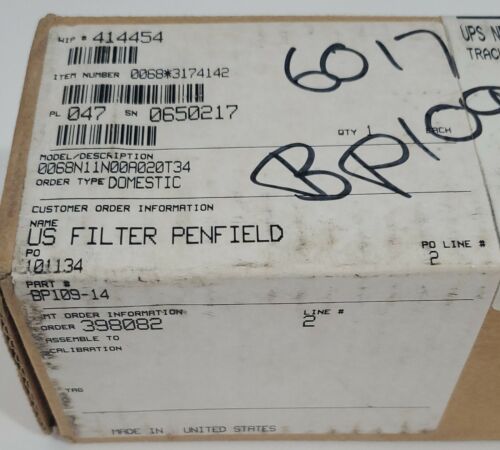 WIP # 414454
UPS
TRAC
ITEM NUMBER 0068*3174142
6017
PL 047 SN 0650217
QTY 1 EACH
BP109
MODEL/DESCRIPTION
0068N11N00A020T34
ORDER TYPE DOMESTIC
CUSTOMER ORDER INFORMATION
NAME
US FILTER PENFIELD
PO
101134
PO LINE #
2
PART #
BP109-14
MT ORDER INFORMATION
ORDER 398082
LINE #
2
ASSEMBLE TO
CALIBRATION
TAG
MADE IN UNITED STATES